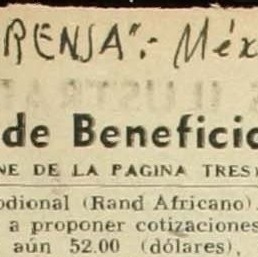 RENSA".- Méx
de Beneficio
NE DE LA PAGINA TRES)
odional (Rand Africano).
a proponer cotizaciones
aún 52.00 (dólares),